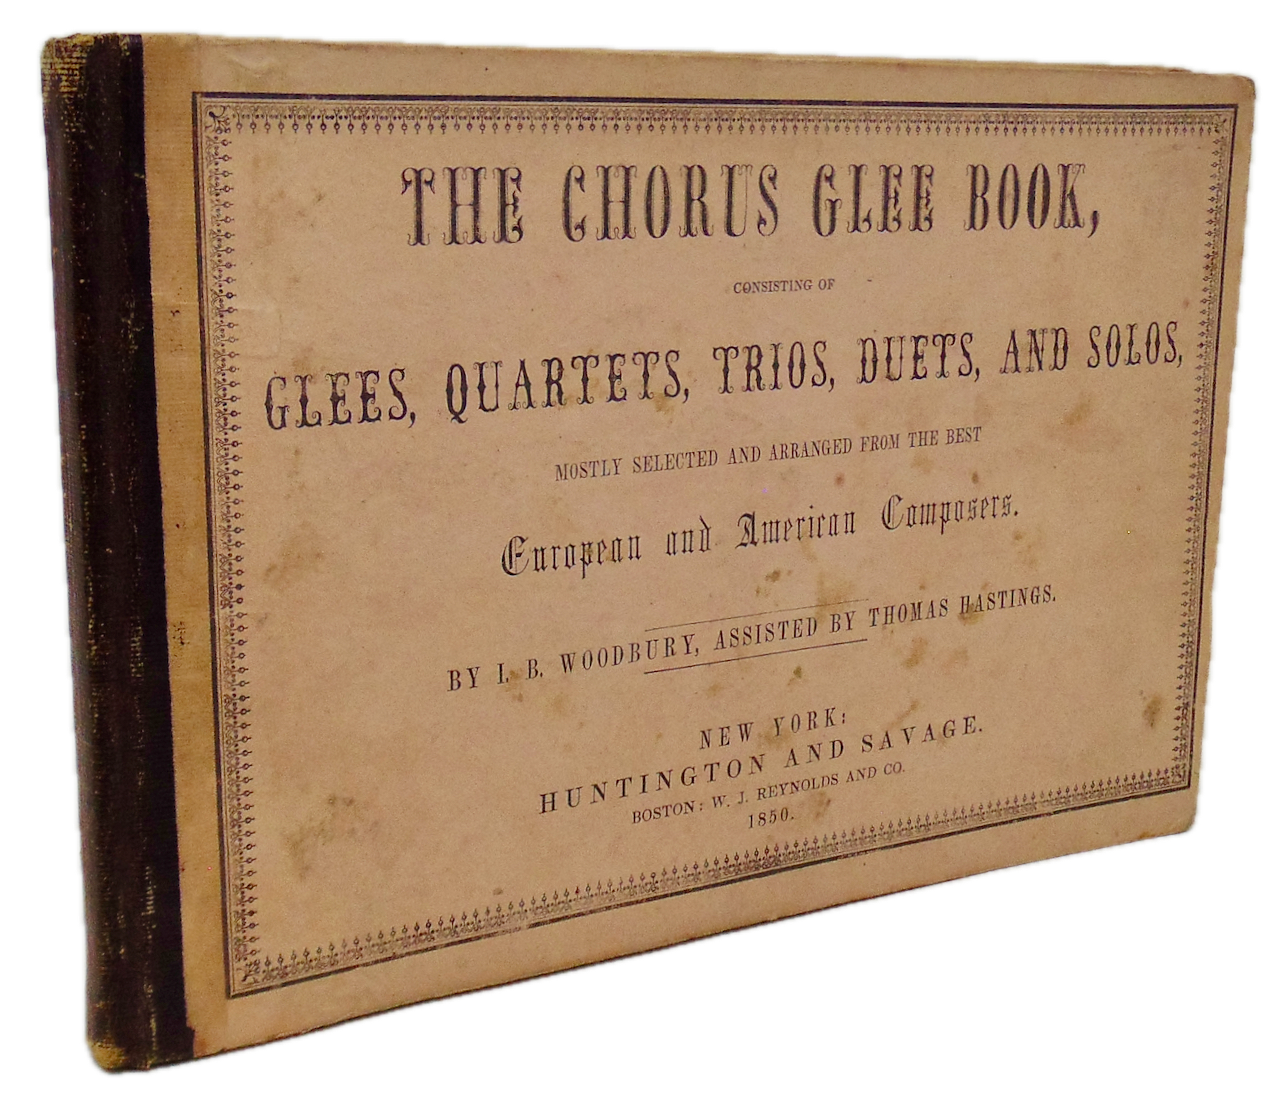 THE CHORUS GLEE BOOK,
CONSISTING OF
GLEES, QUARTETS, TRIOS, DUETS, AND SOLOS,
MOSTLY SELECTED AND ARRANGED FROM THE BEST
European and American Composers.
BY I. B. WOODBURY, ASSISTED BY THOMAS HASTINGS.
NEW YORK:
HUNTINGTON AND SAVAGE.
BOSTON: W. J. REYNOLDS AND CO.
1850.